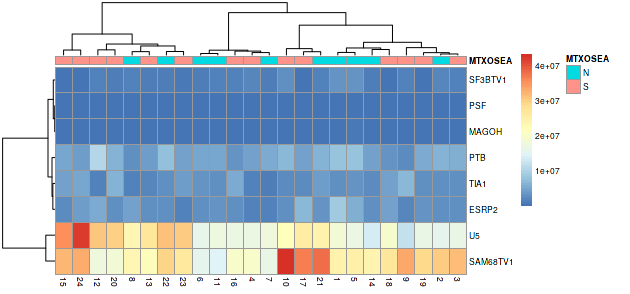 MTXOSEA
SF3BTV1
PSF
MAGOH
PTB
TIA1
ESRP2
U5
SAM68TV1
15 24 12 20 8 13 22 23 6 11 16 4 7 10 17 21 1 5 14 18 9 19 2 3
4e+07
3e+07
2e+07
1e+07
MTXOSEA
N
S